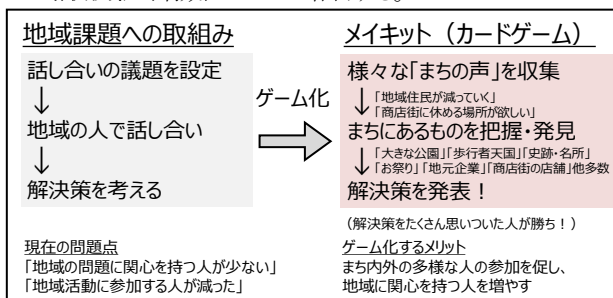 地域課題への取組み
話し合いの議題を設定
↓
地域の人で話し合い
↓
解決策を考える
現在の問題点
「地域の問題に関心を持つ人が少ない」
「地域活動に参加する人が減った」
ゲーム化
メイキット（カードゲーム）
様々な「まちの声」を収集
↓「地域住民が減っていく」
「商店街に休める場所が欲しい」
まちにあるものを把握・発見
↓「大きな公園」「歩行者天国」「史跡・名所」
「お祭り」「地元企業」「商店街の店舗」他多数
解決策を発表！
（解決策をたくさん思いついた人が勝ち！）
ゲーム化するメリット
まち内外の多様な人の参加を促し、
地域に関心を持つ人を増やす